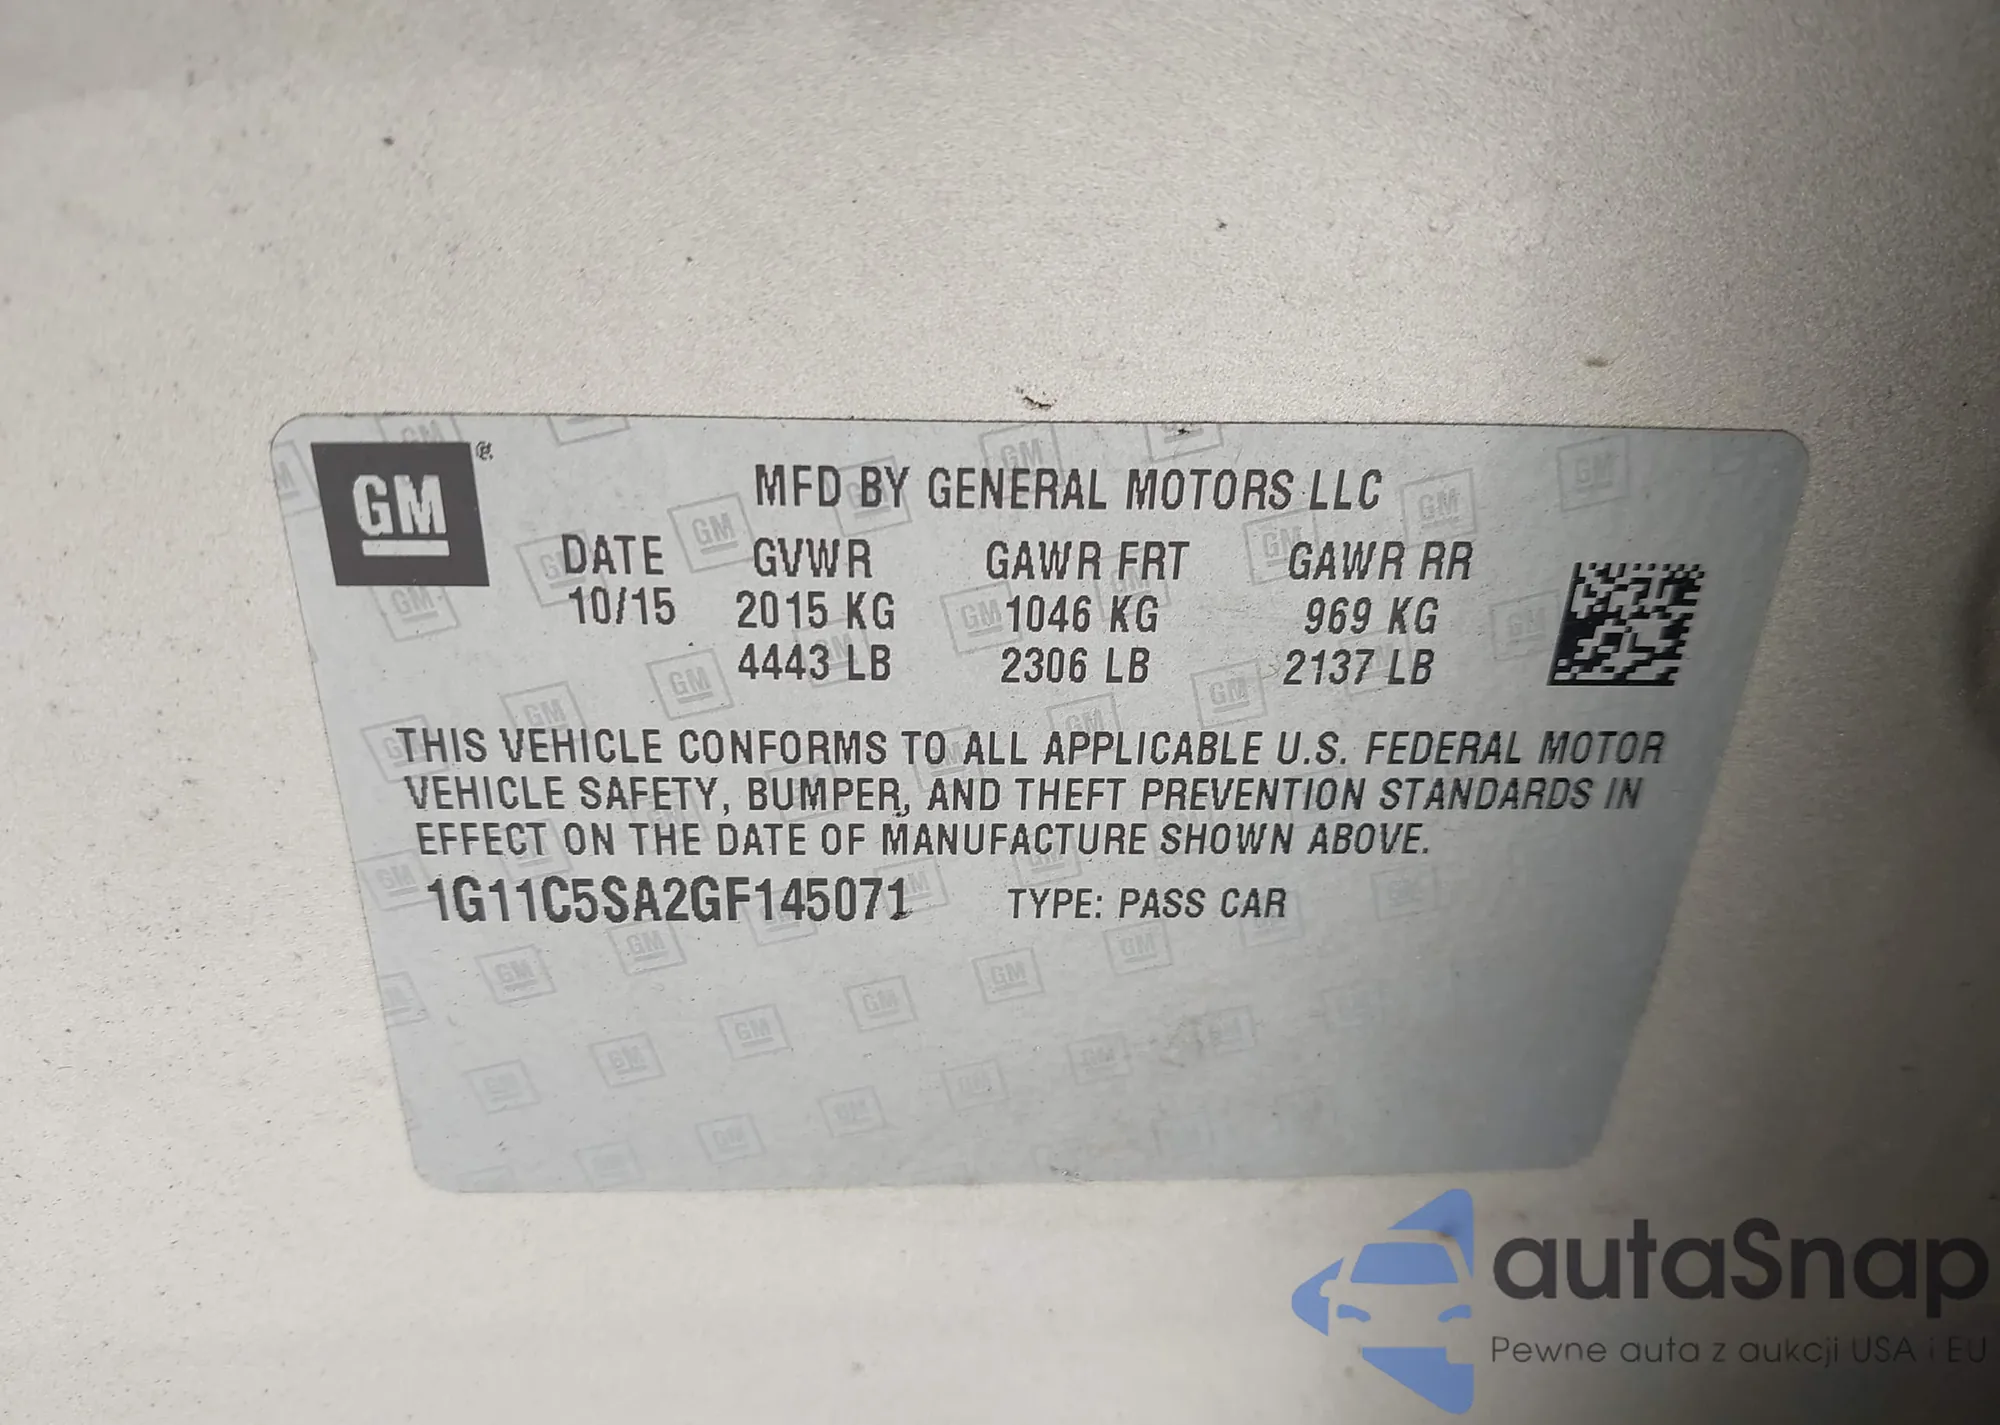 GM
MFD BY GENERAL MOTORS LLC
DATE GVWR GAWR FRT GAWR RR
10/15 2015 KG 1046 KG 969 KG
4443 LB 2306 LB 2137 LB
THIS VEHICLE CONFORMS TO ALL APPLICABLE U.S. FEDERAL MOTOR
VEHICLE SAFETY, BUMPER, AND THEFT PREVENTION STANDARDS IN
EFFECT ON THE DATE OF MANUFACTURE SHOWN ABOVE.
1G11C5SA2GF145071 TYPE: PASS CAR
autaSnap
Pewne auta z aukcji USA i EU